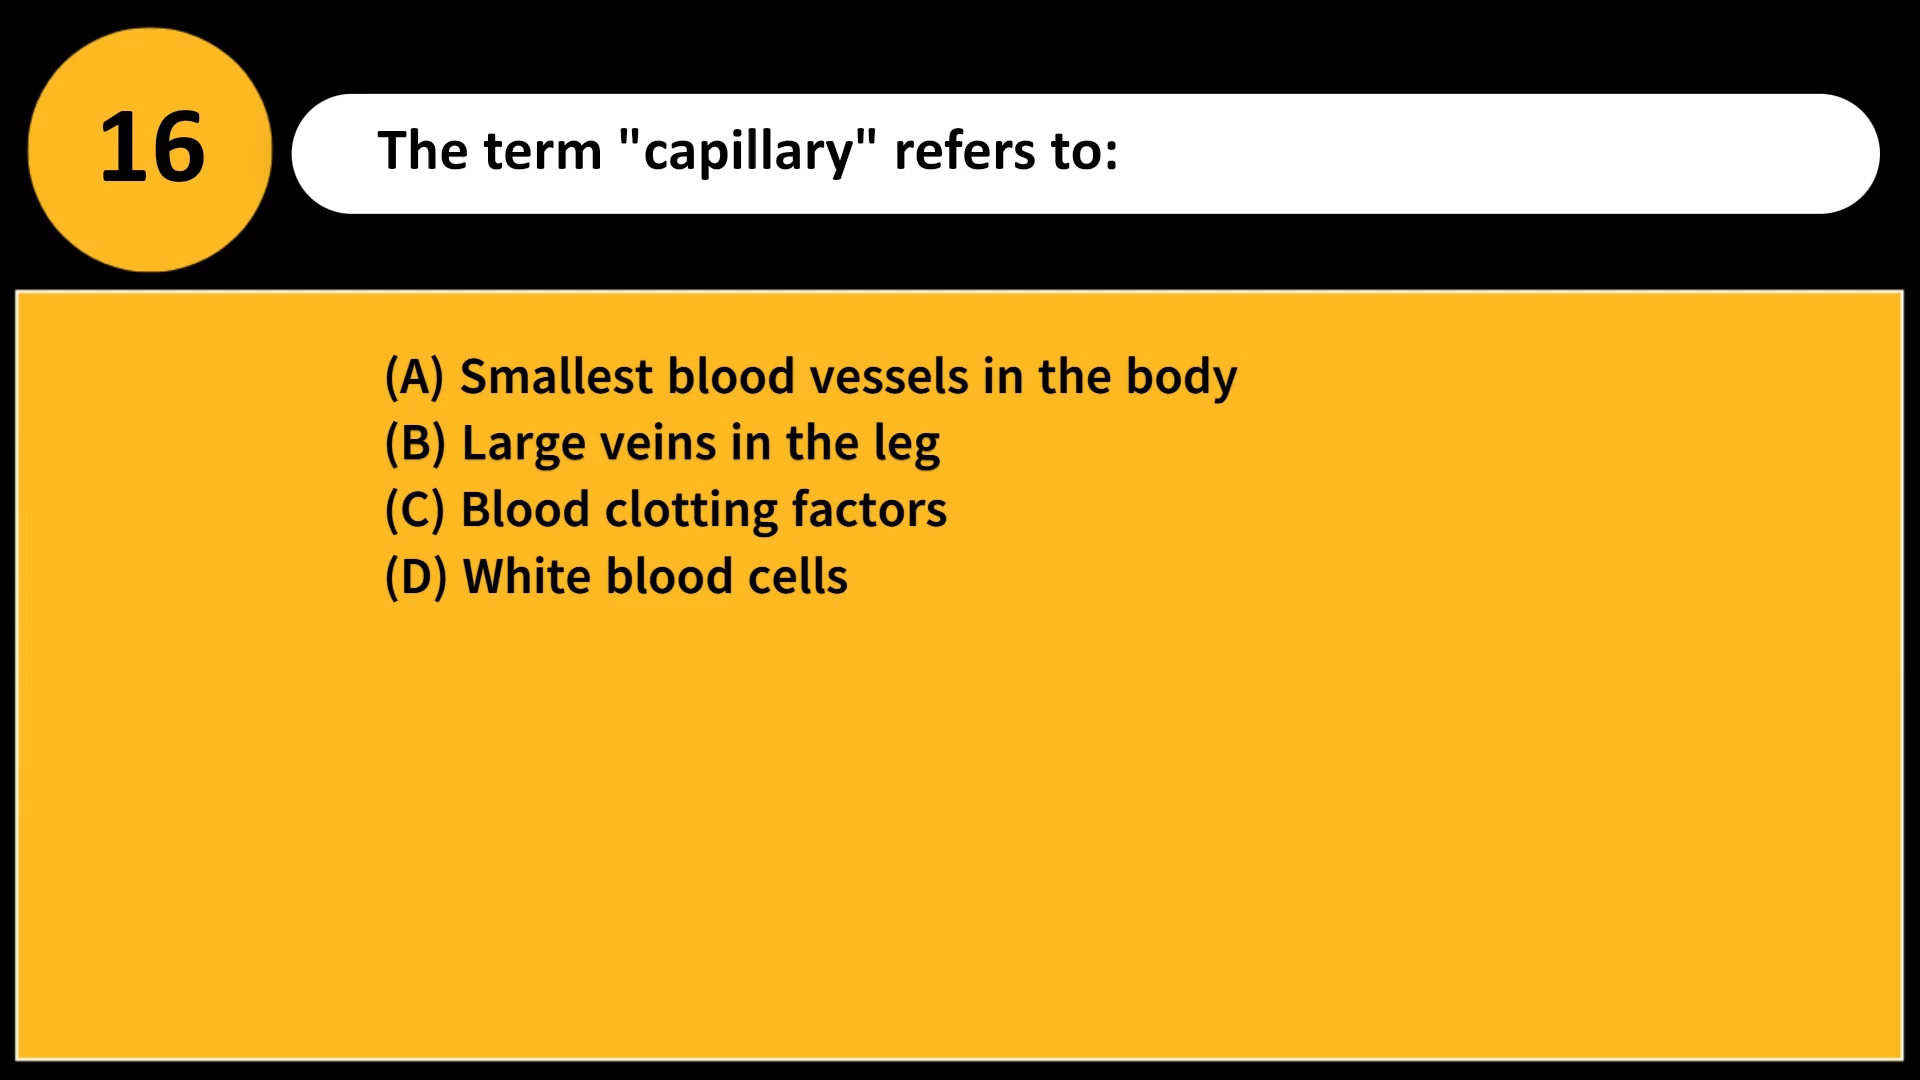 16
The term "capillary" refers to:
(A) Smallest blood vessels in the body
(B) Large veins in the leg
(C) Blood clotting factors
(D) White blood cells